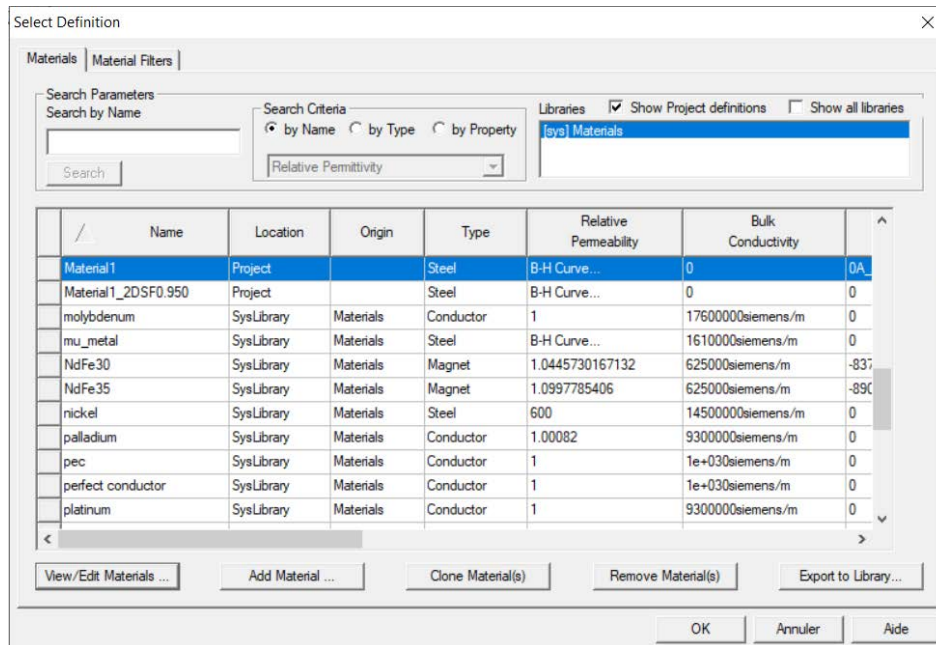 Select Definition
Materials Material Filters
Search Parameters
Search by Name
Search
Search Criteria
by Name by Type by Property
Relative Permittivity
Libraries Show Project definitions Show all libraries
[sys] Materials
Name Location Origin Type Relative Permeability Bulk Conductivity
Material1 Project Steel B-H Curve... 0 0A_
Material1_2DSF0.950 Project Steel B-H Curve... 0 0
molybdenum SysLibrary Materials Conductor 1 17600000siemens/m 0
mu_metal SysLibrary Materials Steel B-H Curve... 1610000siemens/m 0
NdFe30 SysLibrary Materials Magnet 1.0445730167132 625000siemens/m -837
NdFe35 SysLibrary Materials Magnet 1.0997785406 625000siemens/m -890
nickel SysLibrary Materials Steel 600 14500000siemens/m 0
palladium SysLibrary Materials Conductor 1.00082 9300000siemens/m 0
pec SysLibrary Materials Conductor 1 1e+030siemens/m 0
perfect conductor SysLibrary Materials Conductor 1 1e+030siemens/m 0
platinum SysLibrary Materials Conductor 1 9300000siemens/m 0
View/Edit Materials ... Add Material ... Clone Material(s) Remove Material(s) Export to Library...
OK Annuler Aide